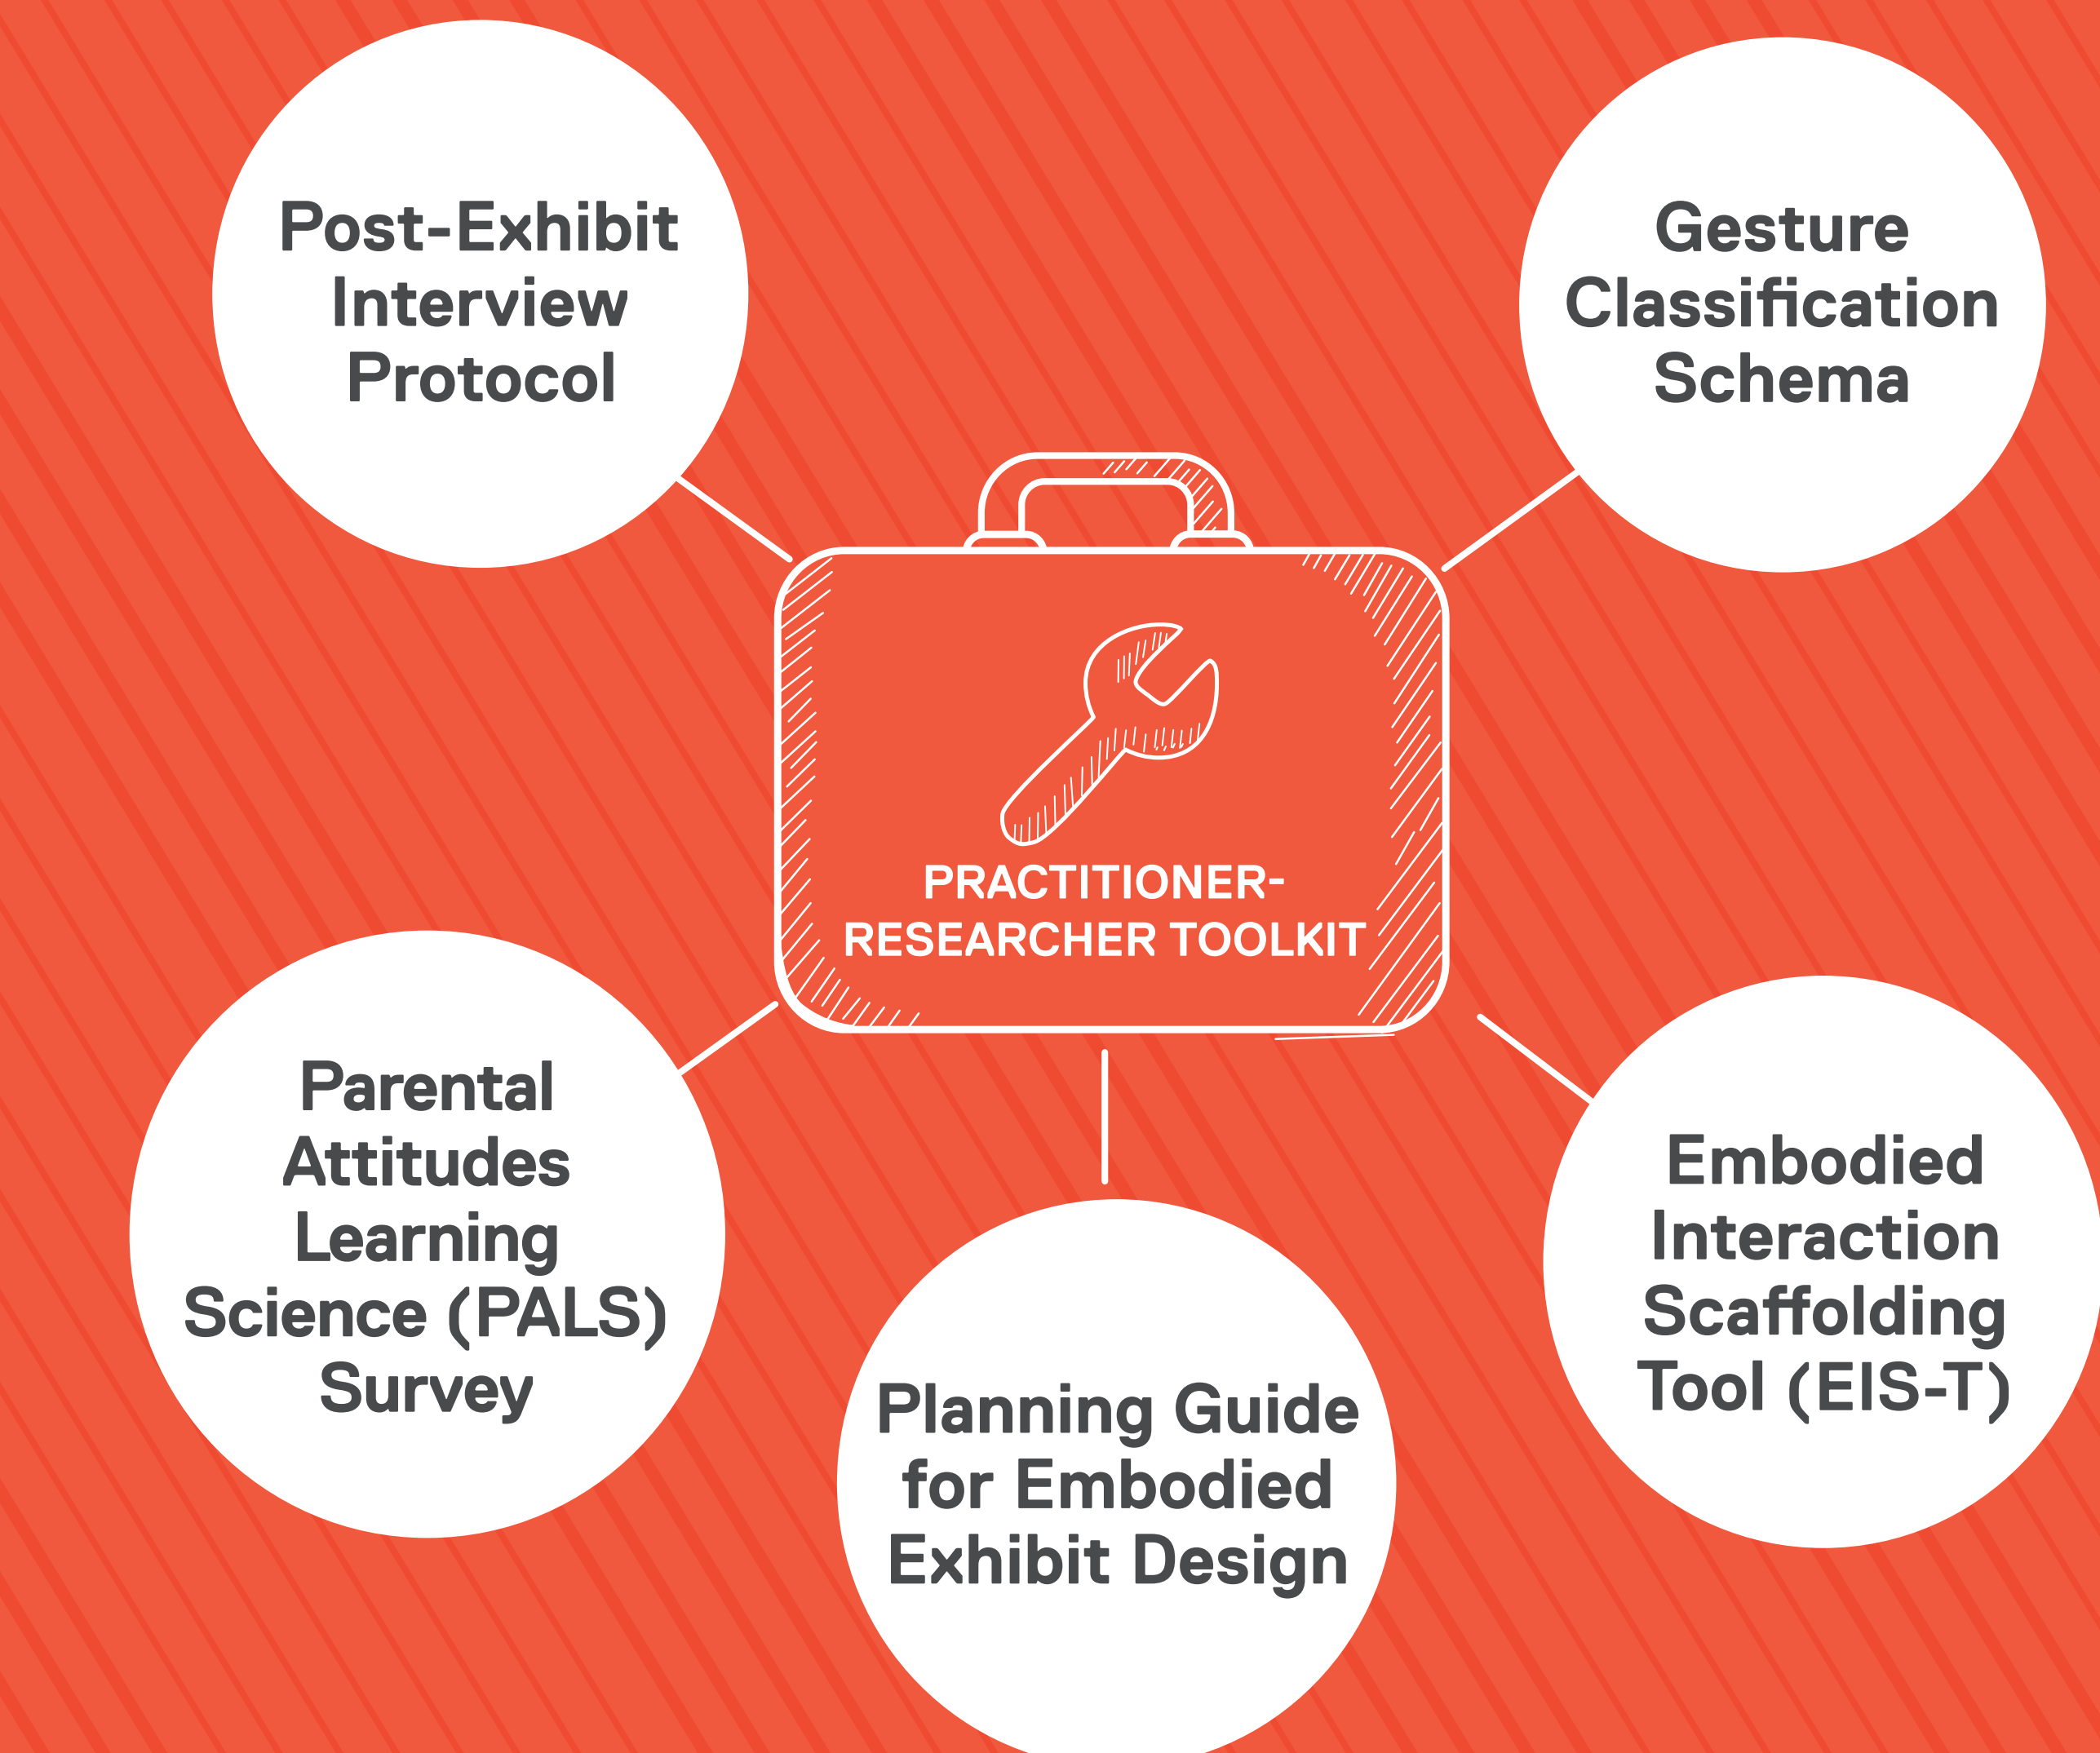 Post-Exhibit
Interview
Protocol
Gesture
Classification
Schema
PRACTITIONER-
RESEARCHER TOOLKIT
Parental
Attitudes
Learning
Science (PALS)
Survey
Planning Guide
for Embodied
Exhibit Design
Embodied
Interaction
Scaffolding
Tool (EIS-T)